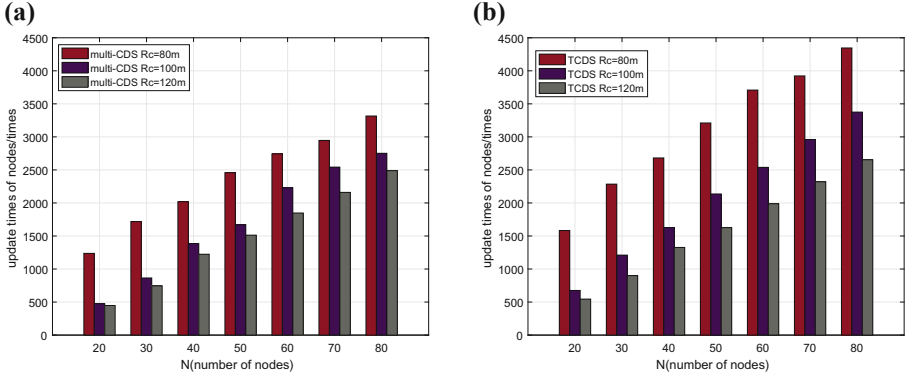 (a)
4500
4000
3500
3000
2500
2000
1500
1000
500
0
update times of nodes/times
multi-CDS Rc=80m
multi-CDS Rc=100m
multi-CDS Rc=120m
20 30 40 50 60 70 80
N(number of nodes)
(b)
4500
4000
3500
3000
2500
2000
1500
1000
500
0
update times of nodes/times
TCDS Rc=80m
TCDS Rc=100m
TCDS Rc=120m
20 30 40 50 60 70 80
N(number of nodes)